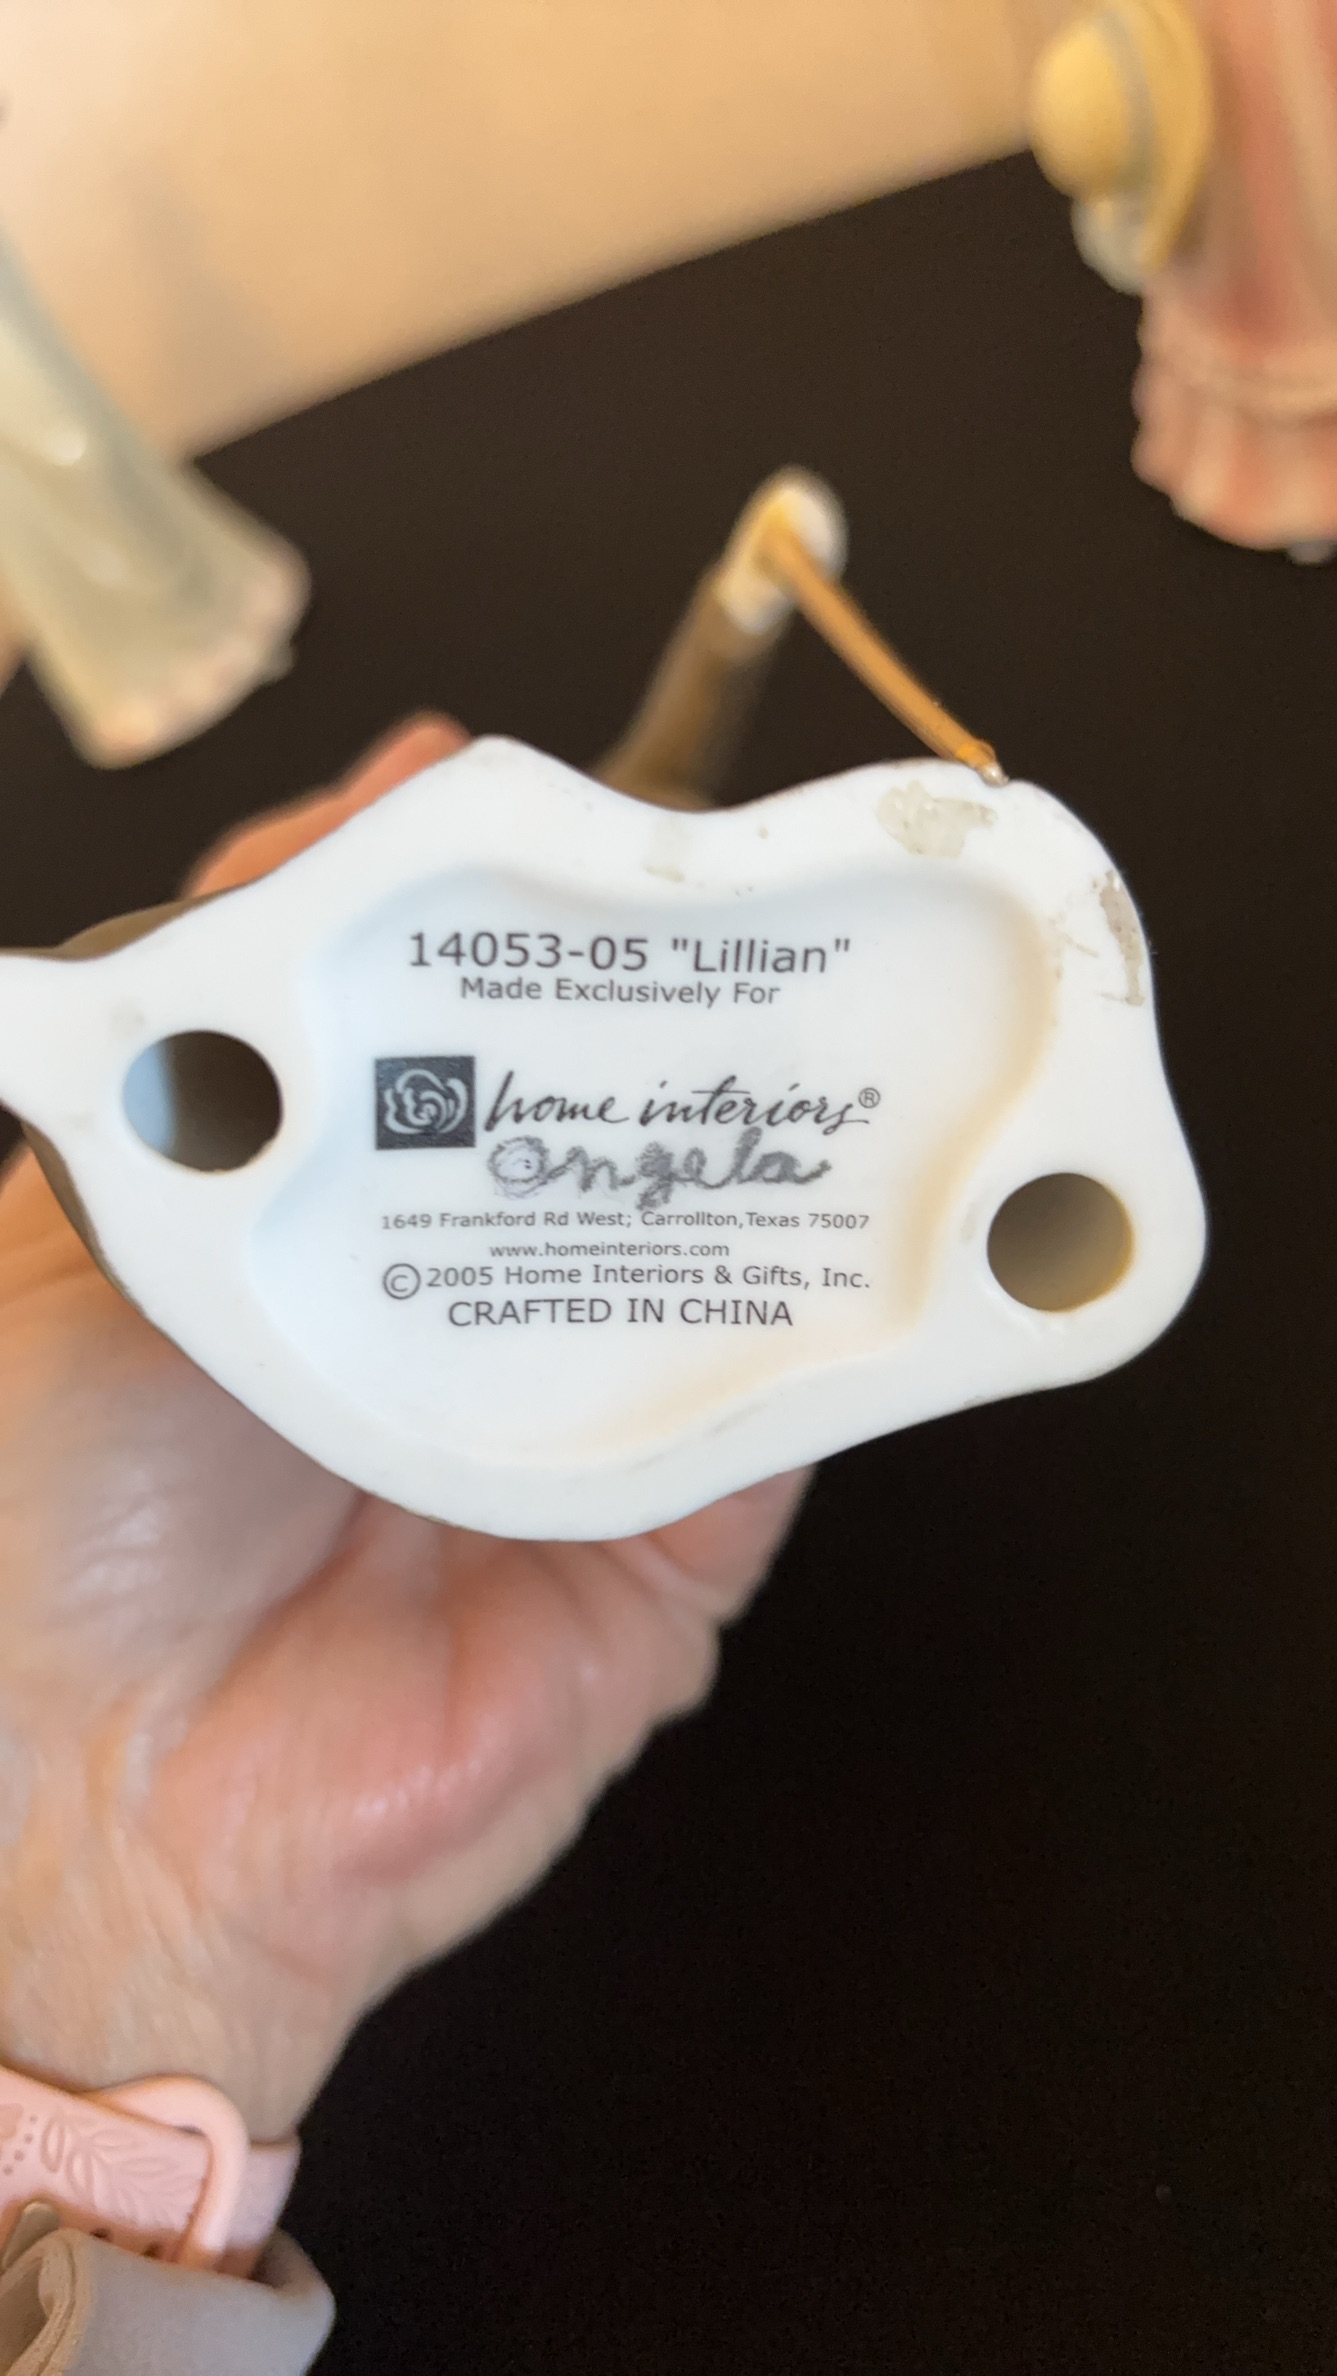 14053-05 "Lillian"
Made Exclusively For
home interiors®
Angela
1649 Frankford Rd West; Carrollton, Texas 75007
www.homeinteriors.com
©2005 Home Interiors & Gifts, Inc.
CRAFTED IN CHINA